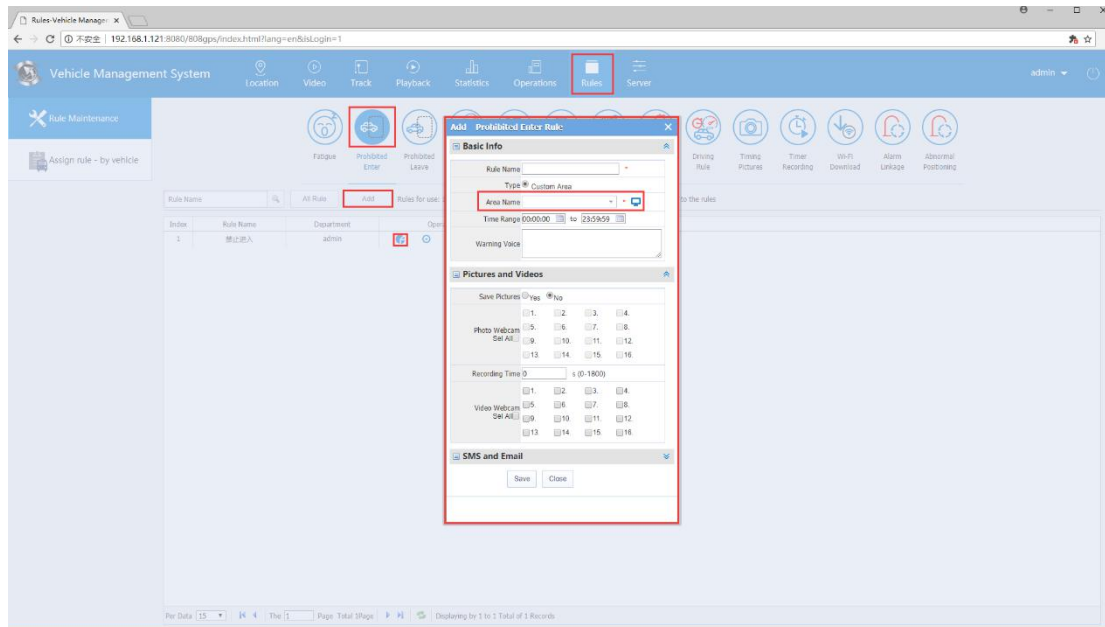 Rules-Vehicle Manager
不安全 | 192.168.1.121:8080/808gps/index.html?lang=en&isLogin=1
Vehicle Management System
Location Video Track Playback Statistics Operations Rules Server
admin
Rule Maintenance
Assign rule - by vehicle
Fatigue
Prohibited Enter
Prohibited Leave
Driving Rule
Timing Pictures
Timer Recording
Wi-Fi Download
Alarm Linkage
Abnormal Positioning
Rule Name All Rule Add Rules for use:
to the rules
Index Rule Name Department Oper
1 禁止进入 admin
Add Prohibited Enter Rule
Basic Info
Rule Name *
Type Custom Area
Area Name *
Time Range 00:00:00 to 23:59:59
Warning Voice
Pictures and Videos
Save Pictures Yes No
Photo Webcam
Sel All
1. 2. 3. 4.
5. 6. 7. 8.
9. 10. 11. 12.
13. 14. 15. 16.
Recording Time 0 s (0-1800)
Video Webcam
Sel All
1. 2. 3. 4.
5. 6. 7. 8.
9. 10. 11. 12.
13. 14. 15. 16.
SMS and Email
Save Close
Per Data 15 The 1 Page Total 1Page Displaying by 1 to 1 Total of 1 Records